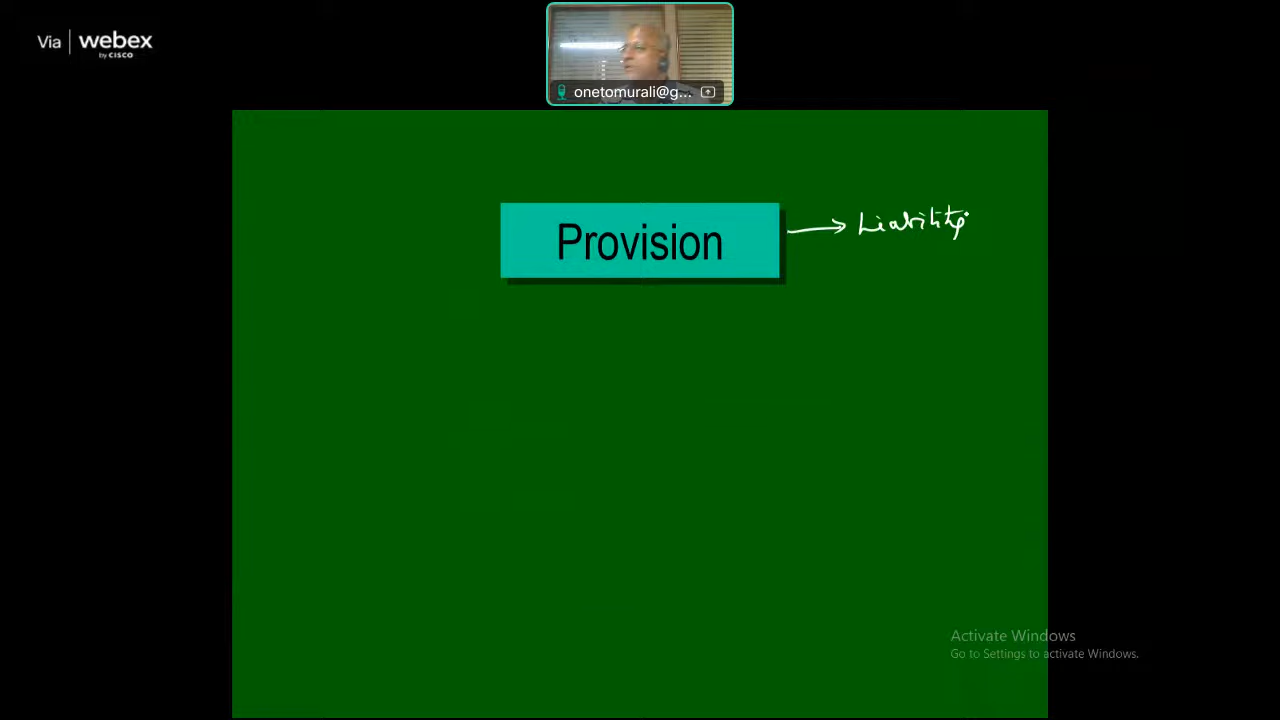 Via webex
by CISCO
onetomurali@g...
Provision
Liability
Activate Windows
Go to Settings to activate Windows.